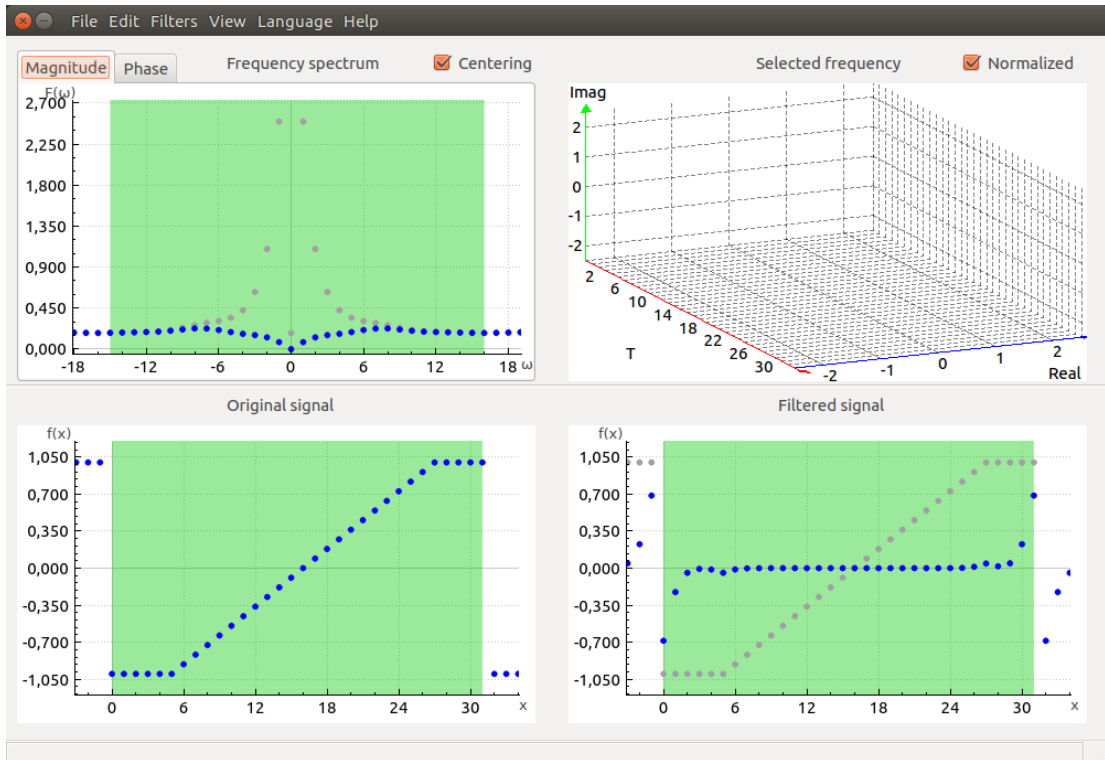 File Edit Filters View Language Help
Magnitude Phase Frequency spectrum Centering
F(ω)
2,700
2,250
1,800
1,350
0,900
0,450
0,000
-18 -12 -6 0 6 12 18 ω
Selected frequency Normalized
Imag
2
1
0
-1
-2
2 6 10 14 18 22 26 30
T
-2 -1 0 1 2
Real
Original signal
f(x)
1,050
0,700
0,350
0,000
-0,350
-0,700
-1,050
0 6 12 18 24 30 x
Filtered signal
f(x)
1,050
0,700
0,350
0,000
-0,350
-0,700
-1,050
0 6 12 18 24 30 x